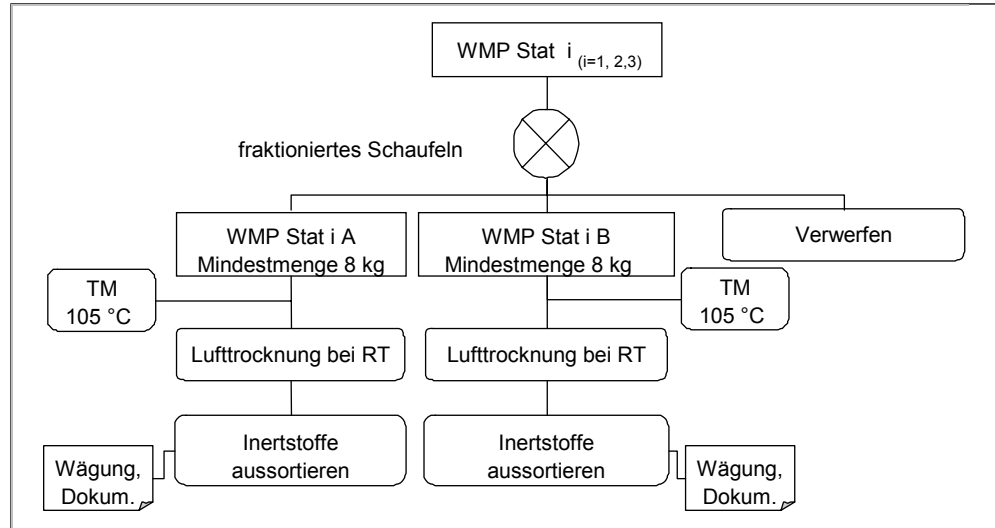 WMP Stat i (i=1, 2,3)
fraktioniertes Schaufeln
WMP Stat i A
Mindestmenge 8 kg
WMP Stat i B
Mindestmenge 8 kg
Verwerfen
TM
105 °C
TM
105 °C
Lufttrocknung bei RT
Lufttrocknung bei RT
Inertstoffe
aussortieren
Inertstoffe
aussortieren
Wägung,
Dokum.
Wägung,
Dokum.